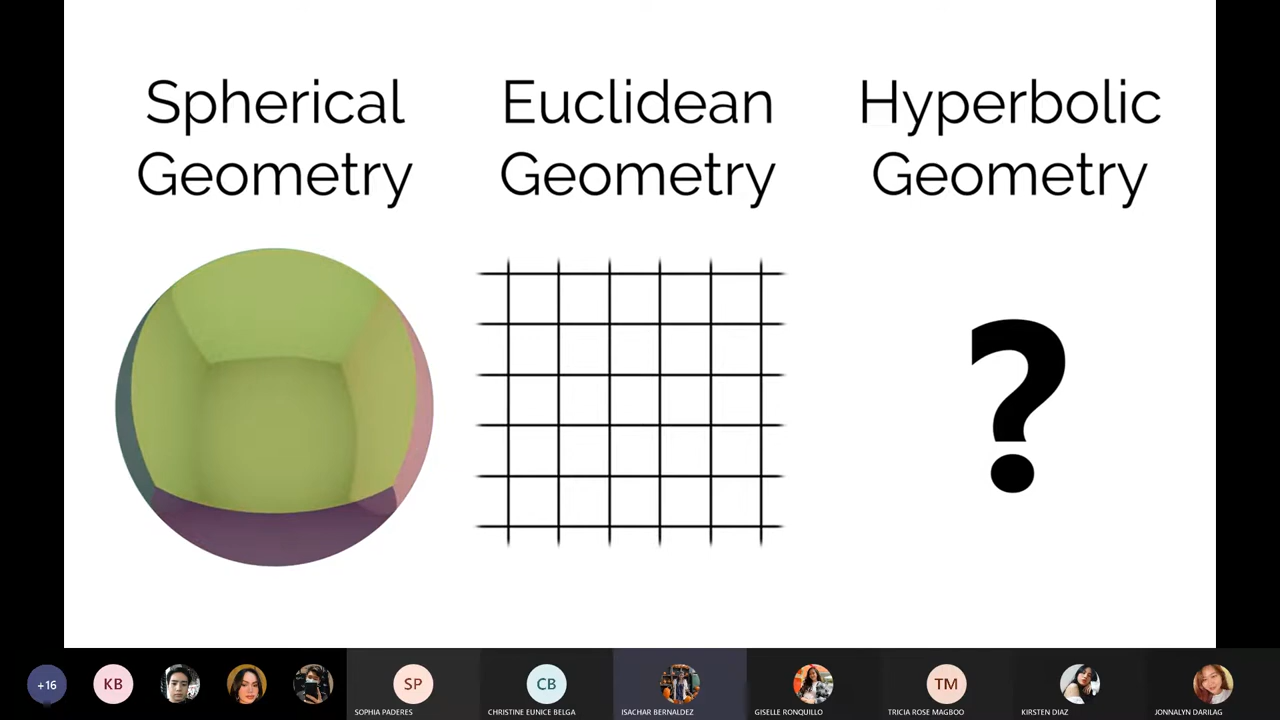 Spherical
Geometry
Euclidean
Geometry
Hyperbolic
Geometry
?
+16
KB
SP
SOPHIA PADERES
CB
CHRISTINE EUNICE BELGA
ISACHAR BERNALDEZ
GISELLE RONQUILLO
TM
TRICIA ROSE MAGBOO
KIRSTEN DIAZ
JONNALYN DARILAG